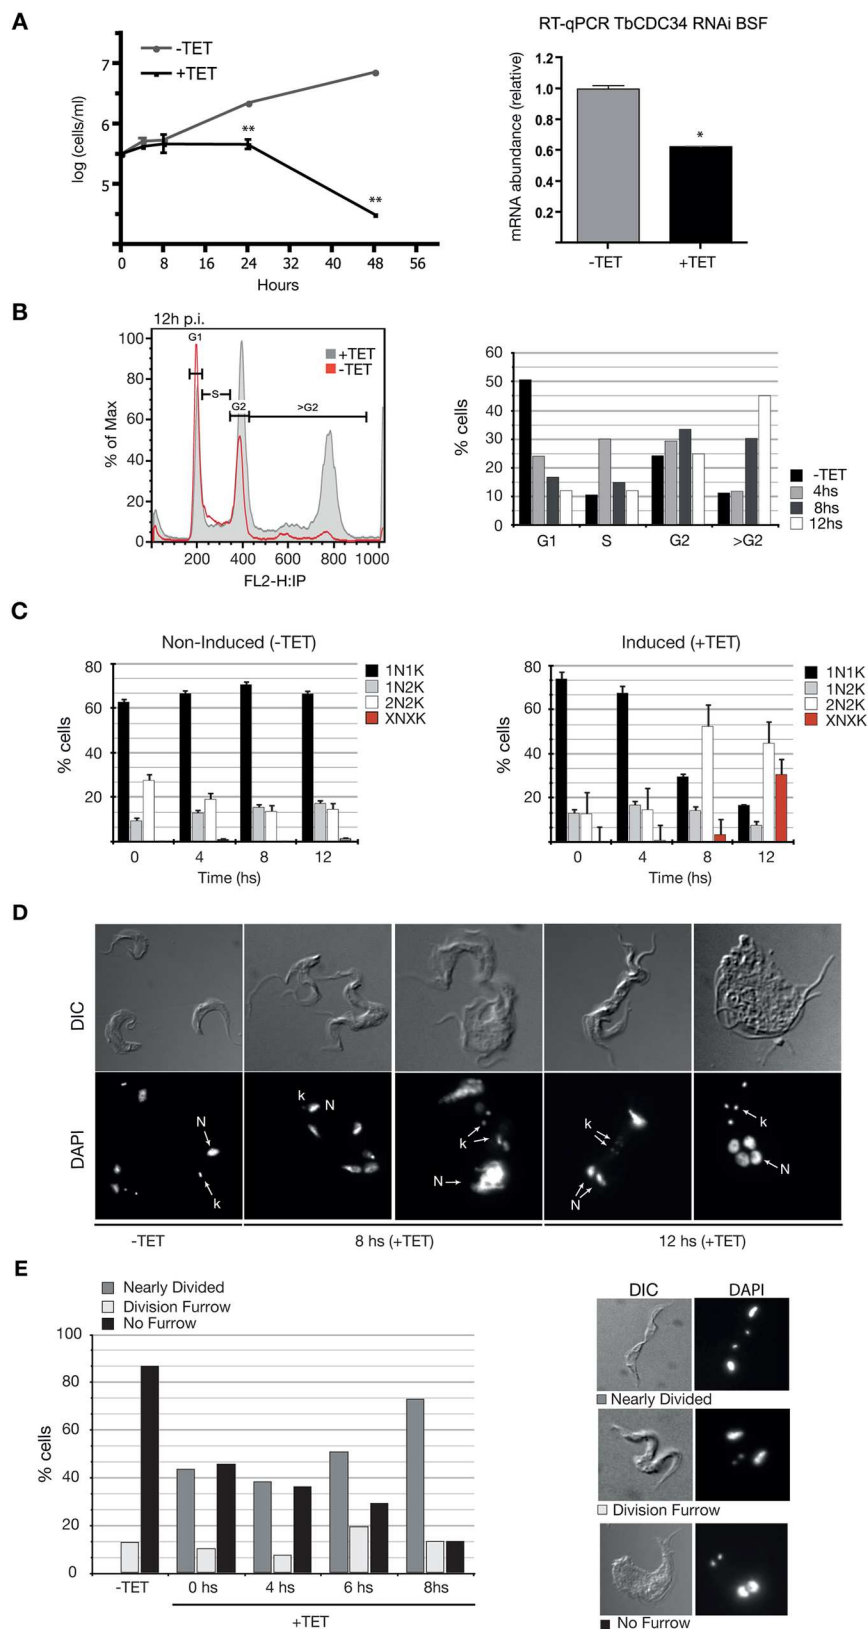 A
-TET
+TET
log (cells/ml)
7
6
5
**
**
0 8 16 24 32 40 48 56
Hours
RT-qPCR TbCDC34 RNAi BSF
mRNA abundance (relative)
1.0
0.8
0.6
0.4
0.2
*
-TET +TET
B
12h p.i.
G1
S
G2
>G2
+TET
-TET
% of Max
100
80
60
40
20
0
200 400 600 800 1000
FL2-H:IP
% cells
60
50
40
30
20
10
0
G1 S G2 >G2
-TET
4hs
8hs
12hs
C
Non-Induced (-TET)
% cells
80
60
40
20
0 4 8 12
Time (hs)
1N1K
1N2K
2N2K
XNXK
Induced (+TET)
% cells
80
60
40
20
0 4 8 12
Time (hs)
1N1K
1N2K
2N2K
XNXK
D
DIC
DAPI
N
k
k N
k
N
k
N
k
N
-TET 8 hs (+TET) 12 hs (+TET)
E
Nearly Divided
Division Furrow
No Furrow
% cells
100
80
60
40
20
0
-TET 0 hs 4 hs 6 hs 8hs
+TET
DIC DAPI
Nearly Divided
Division Furrow
No Furrow